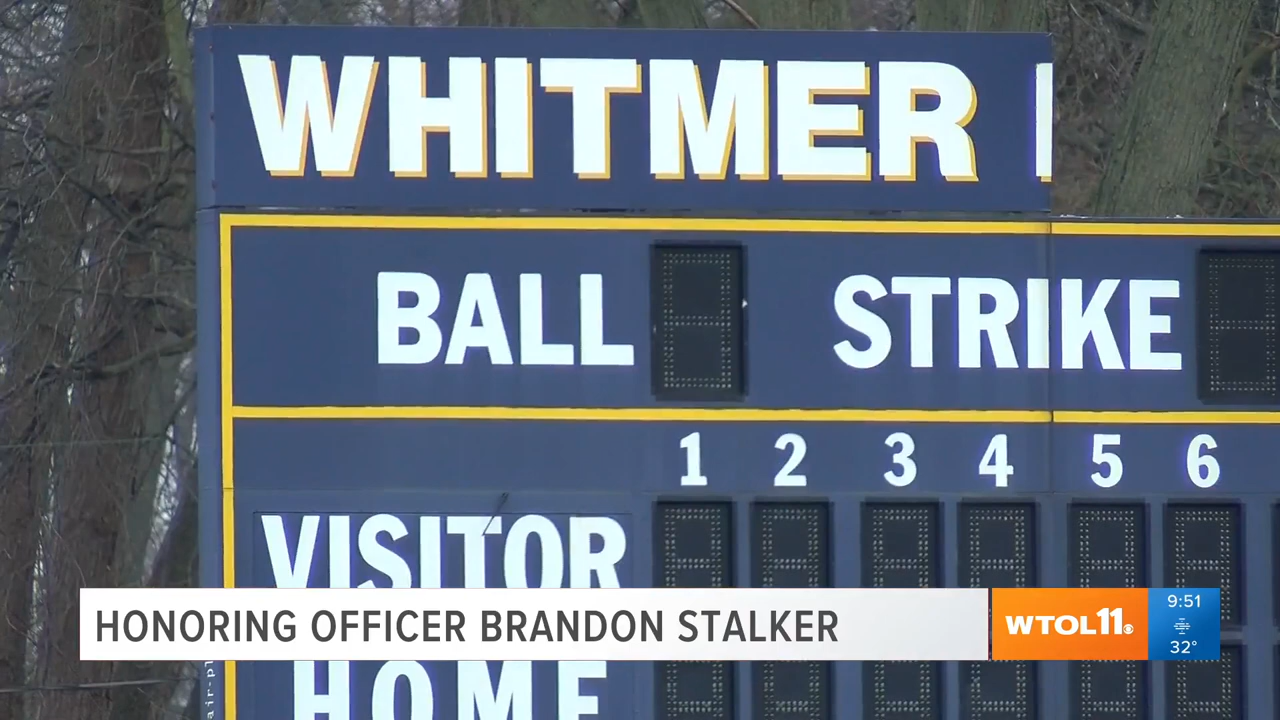 WHITMER
BALL STRIKE
1 2 3 4 5 6
VISITOR
HONORING OFFICER BRANDON STALKER
WTOL11
9:51
32°
HOME